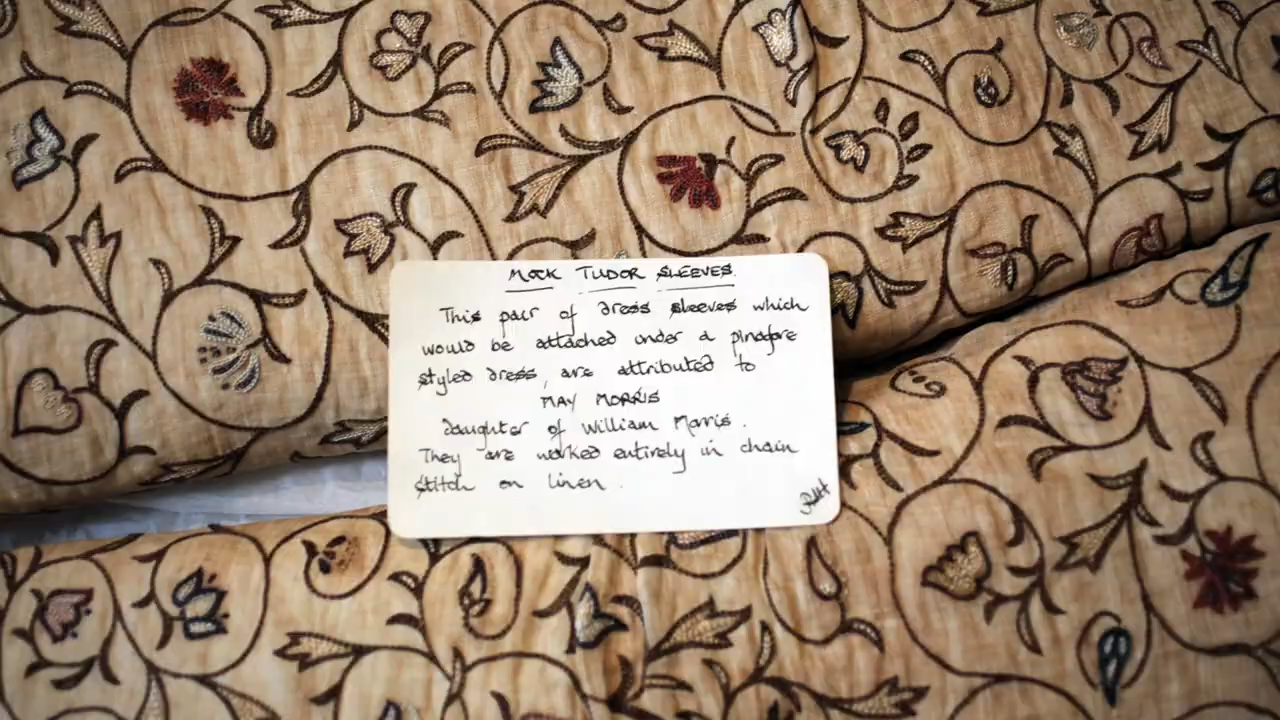 MOCK TUDOR SLEEVES.
This pair of dress sleeves which
would be attached under a pinafore
styled dress, are attributed to
MAY MORRIS
daughter of William Morris.
They are worked entirely in chain
stitch on linen.